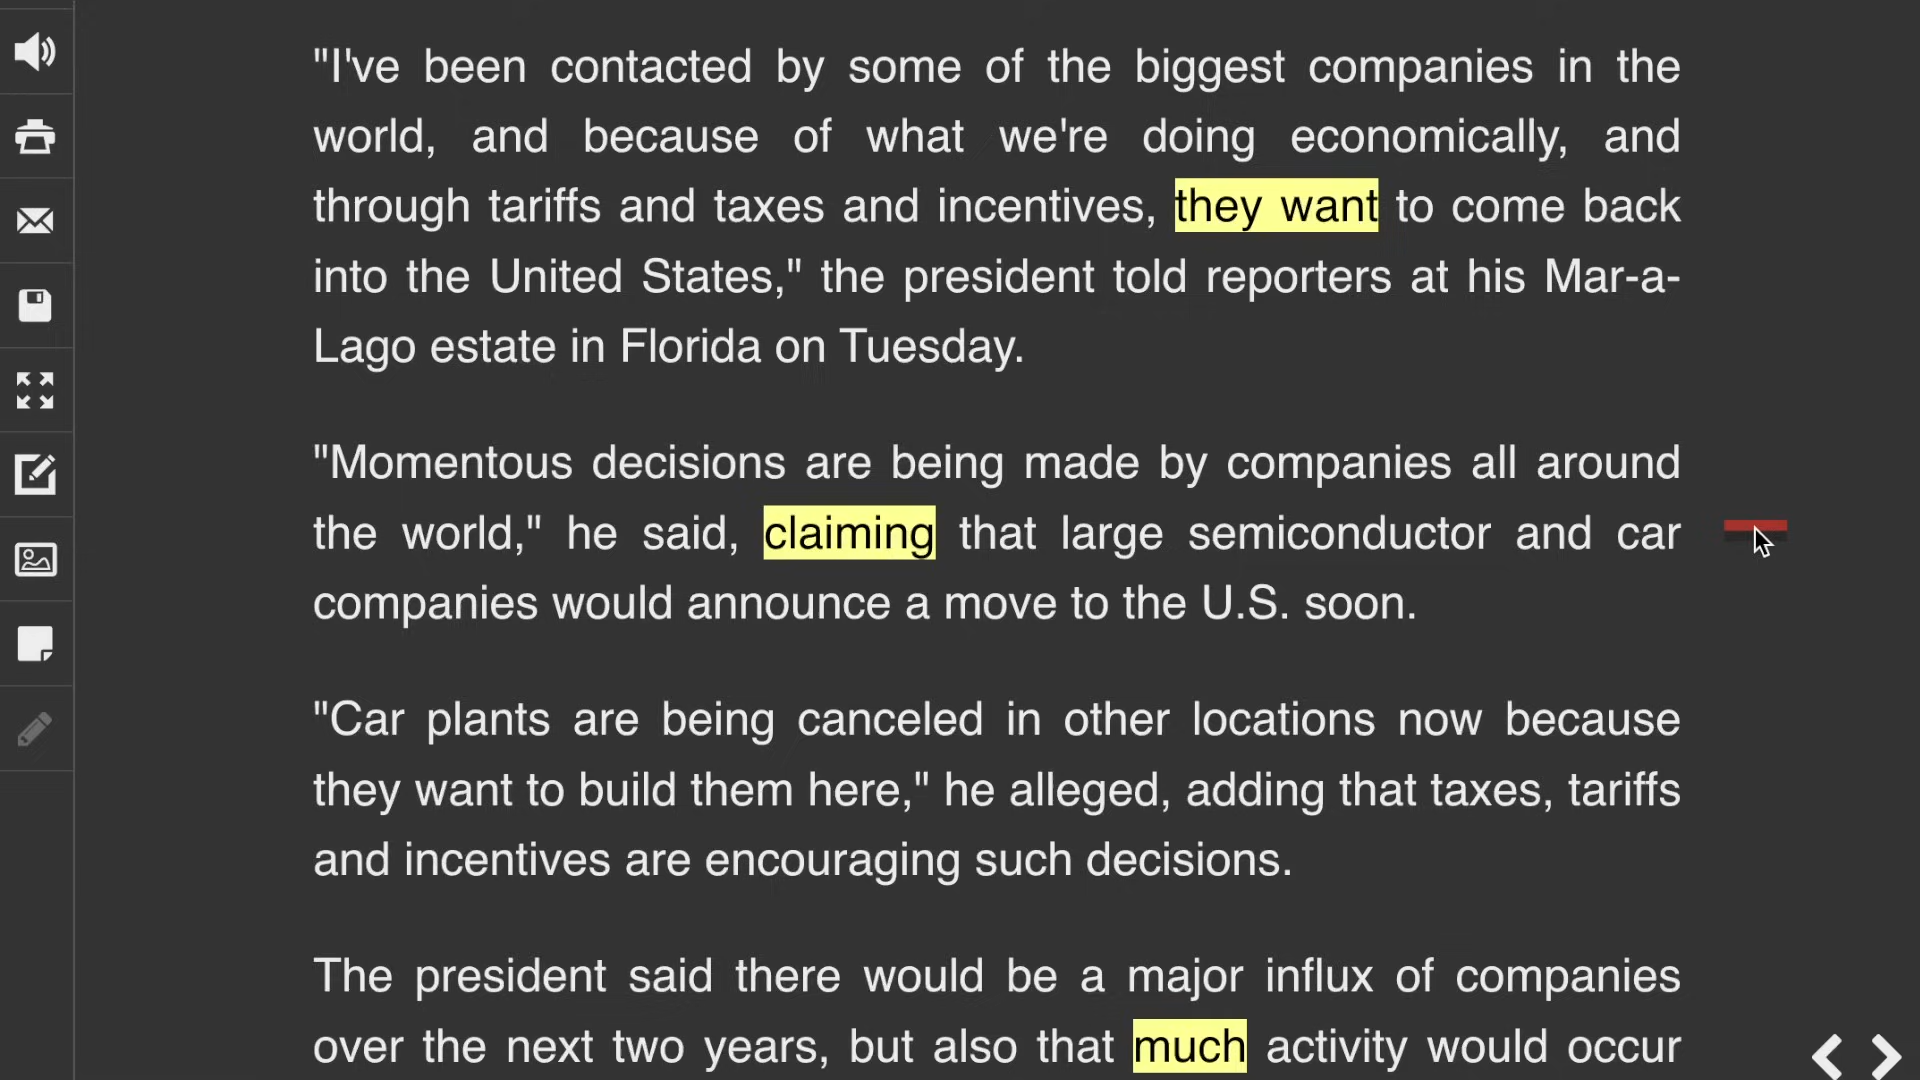 "I've been contacted by some of the biggest companies in the
world, and because of what we're doing economically, and
through tariffs and taxes and incentives, they want to come back
into the United States," the president told reporters at his Mar-a-
Lago estate in Florida on Tuesday.
"Momentous decisions are being made by companies all around
the world," he said, claiming that large semiconductor and car
companies would announce a move to the U.S. soon.
"Car plants are being canceled in other locations now because
they want to build them here," he alleged, adding that taxes, tariffs
and incentives are encouraging such decisions.
The president said there would be a major influx of companies
over the next two years, but also that much activity would occur